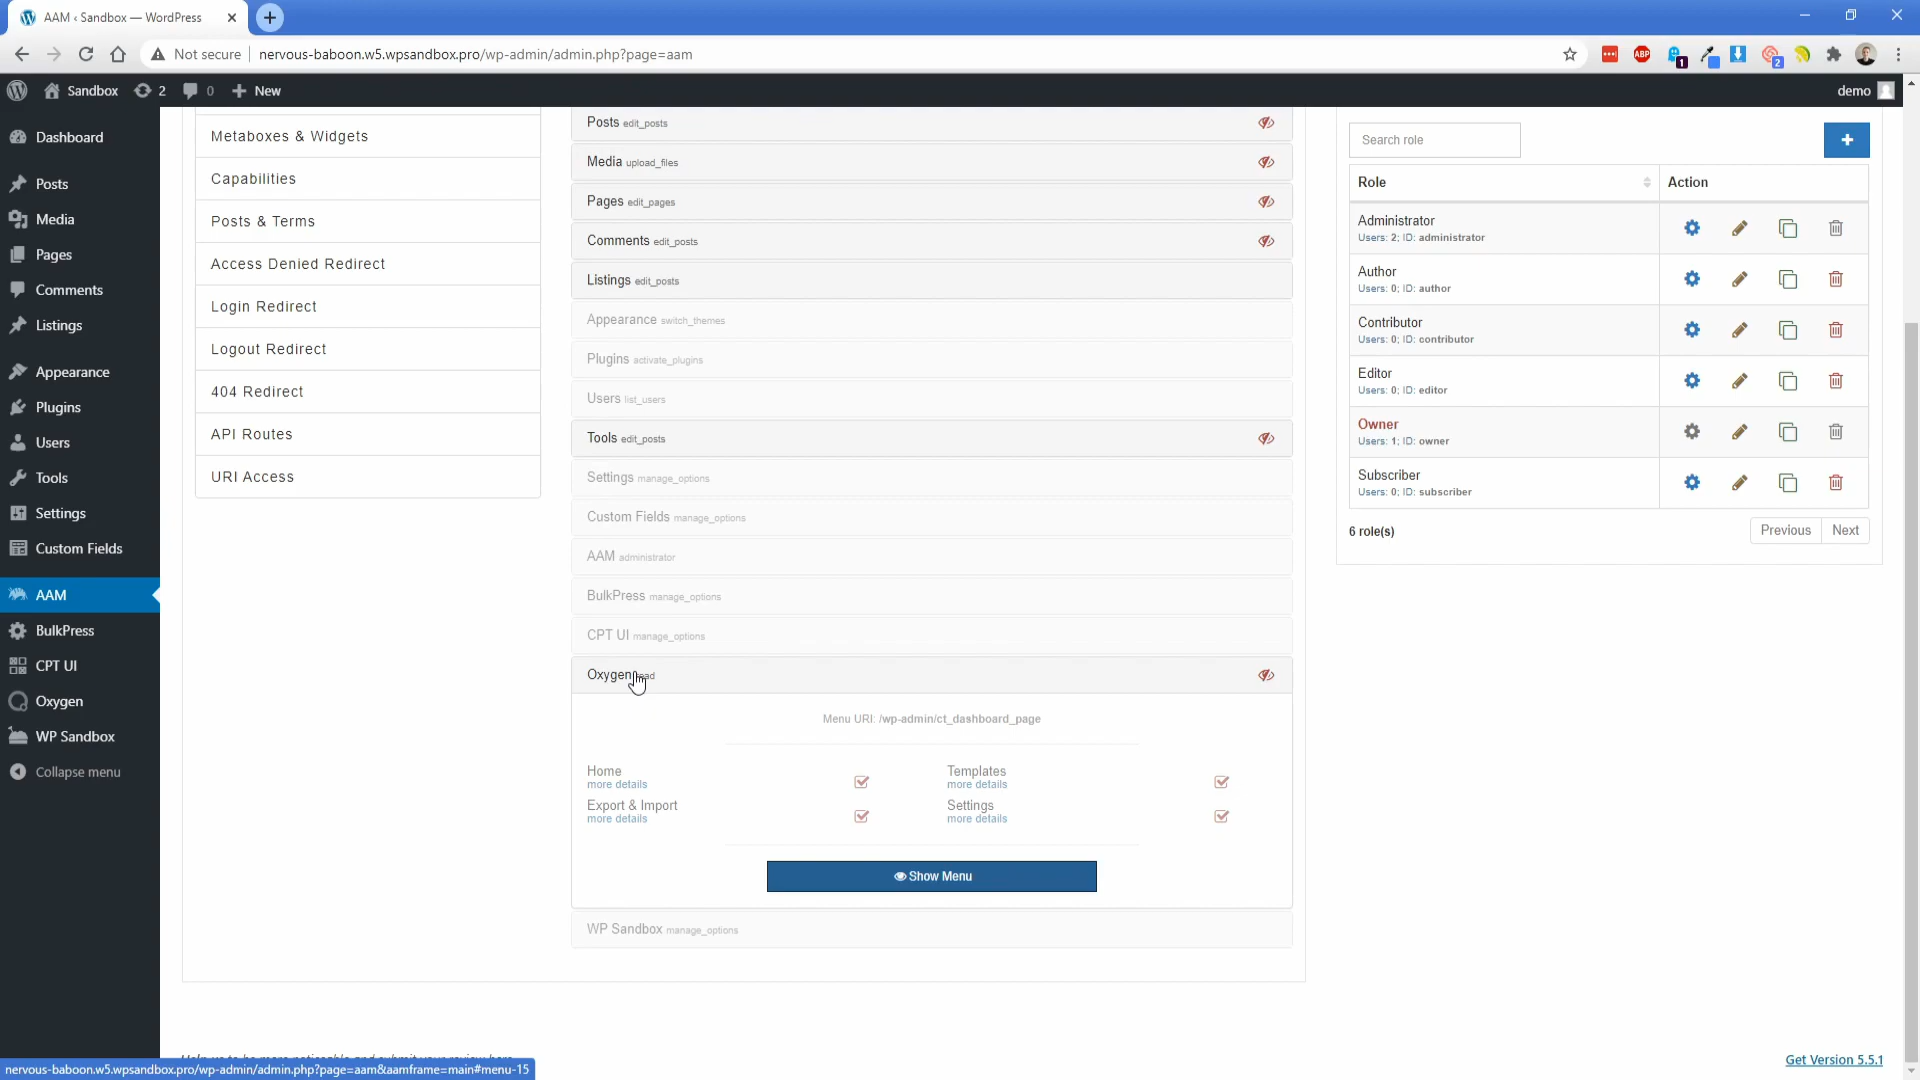 AAM ‹ Sandbox — WordPress
Not secure
nervous-baboon.w5.wpsandbox.pro/wp-admin/admin.php?page=aam
ABP
1
2
Sandbox
2
0
New
demo
Dashboard
Posts
Media
Pages
Comments
Listings
Appearance
Plugins
Users
Tools
Settings
Custom Fields
AAM
BulkPress
CPT UI
Oxygen
WP Sandbox
Collapse menu
Metaboxes & Widgets
Capabilities
Posts & Terms
Access Denied Redirect
Login Redirect
Logout Redirect
404 Redirect
API Routes
URI Access
Posts edit_posts
Media upload_files
Pages edit_pages
Comments edit_posts
Listings edit_posts
Appearance switch_themes
Plugins activate_plugins
Users list_users
Tools edit_posts
Settings manage_options
Custom Fields manage_options
AAM administrator
BulkPress manage_options
CPT UI manage_options
Oxygen
Menu URI: /wp-admin/ct_dashboard_page
Home
more details
Templates
more details
Export & Import
more details
Settings
more details
Show Menu
WP Sandbox manage_options
Search role
Role
Action
Administrator
Users: 2; ID: administrator
Author
Users: 0; ID: author
Contributor
Users: 0; ID: contributor
Editor
Users: 0; ID: editor
Owner
Users: 1; ID: owner
Subscriber
Users: 0; ID: subscriber
6 role(s)
Previous
Next
Get Version 5.5.1
nervous-baboon.w5.wpsandbox.pro/wp-admin/admin.php?page=aam&aamframe=main#menu-15